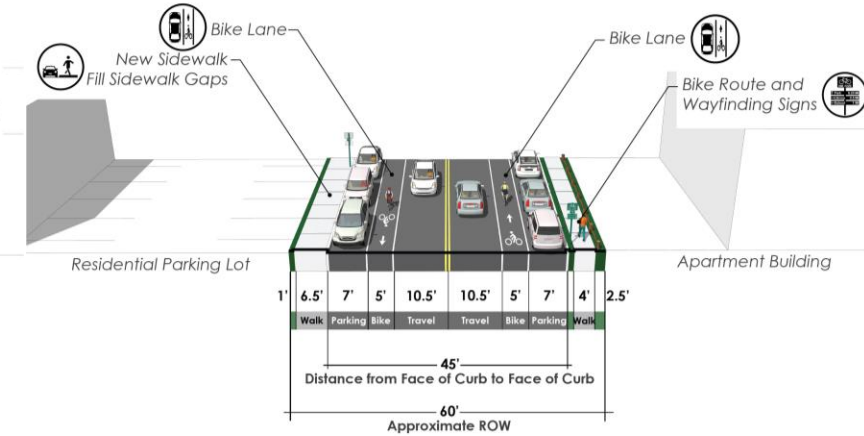 Bike Lane
New Sidewalk
Fill Sidewalk Gaps
Bike Lane
Bike Route and
Wayfinding Signs
Residential Parking Lot
Apartment Building
1' 6.5' 7' 5' 10.5' 10.5' 5' 7' 4' 2.5'
Walk Parking Bike Travel Travel Bike Parking Walk
45'
Distance from Face of Curb to Face of Curb
60'
Approximate ROW